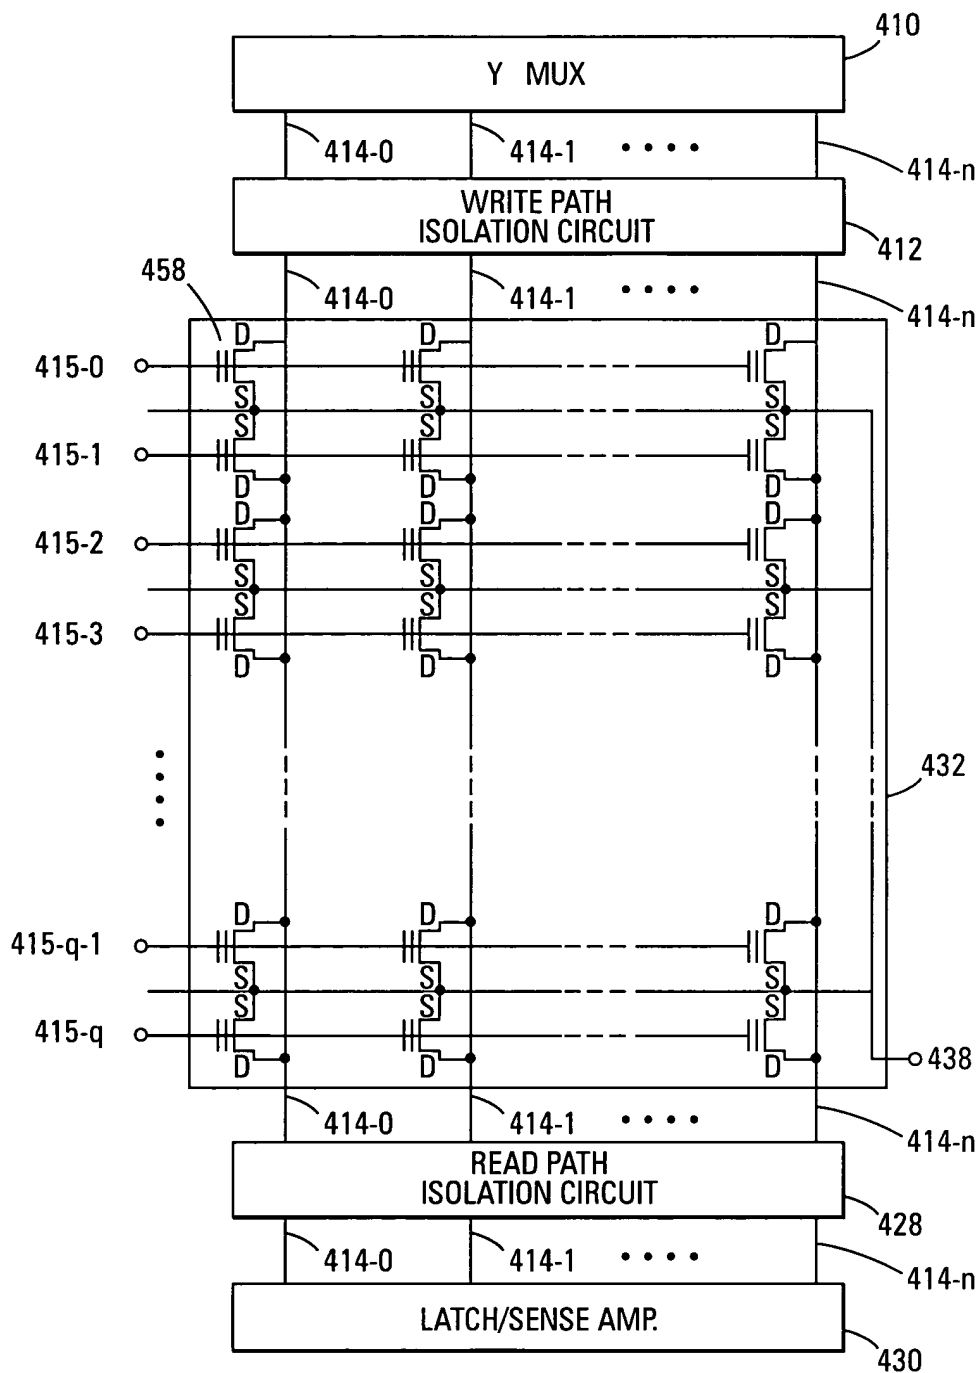 410
Y MUX
414-0 414-1 414-n
WRITE PATH
ISOLATION CIRCUIT
412
458
414-0 414-1 414-n
D D D
415-0
S S S
S S S
415-1
D D D
D D D
415-2
S S S
S S S
415-3
D D D
432
D D D
415-q-1
S S S
S S S
415-q
D D D
438
414-0 414-1 414-n
READ PATH
ISOLATION CIRCUIT
428
414-0 414-1 414-n
LATCH/SENSE AMP.
430